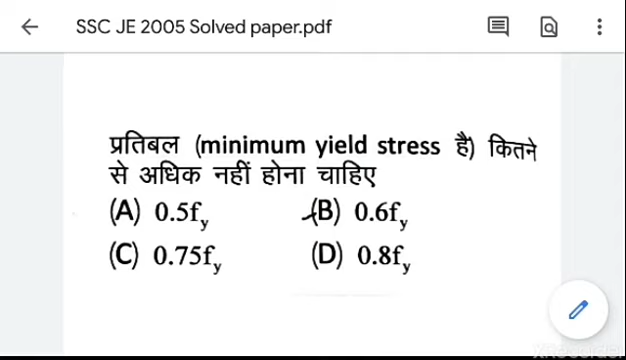 SSC JE 2005 Solved paper.pdf
प्रतिबल (minimum yield stress है) कितने
से अधिक नहीं होना चाहिए
(A) 0.5fy (B) 0.6fy
(C) 0.75fy (D) 0.8fy